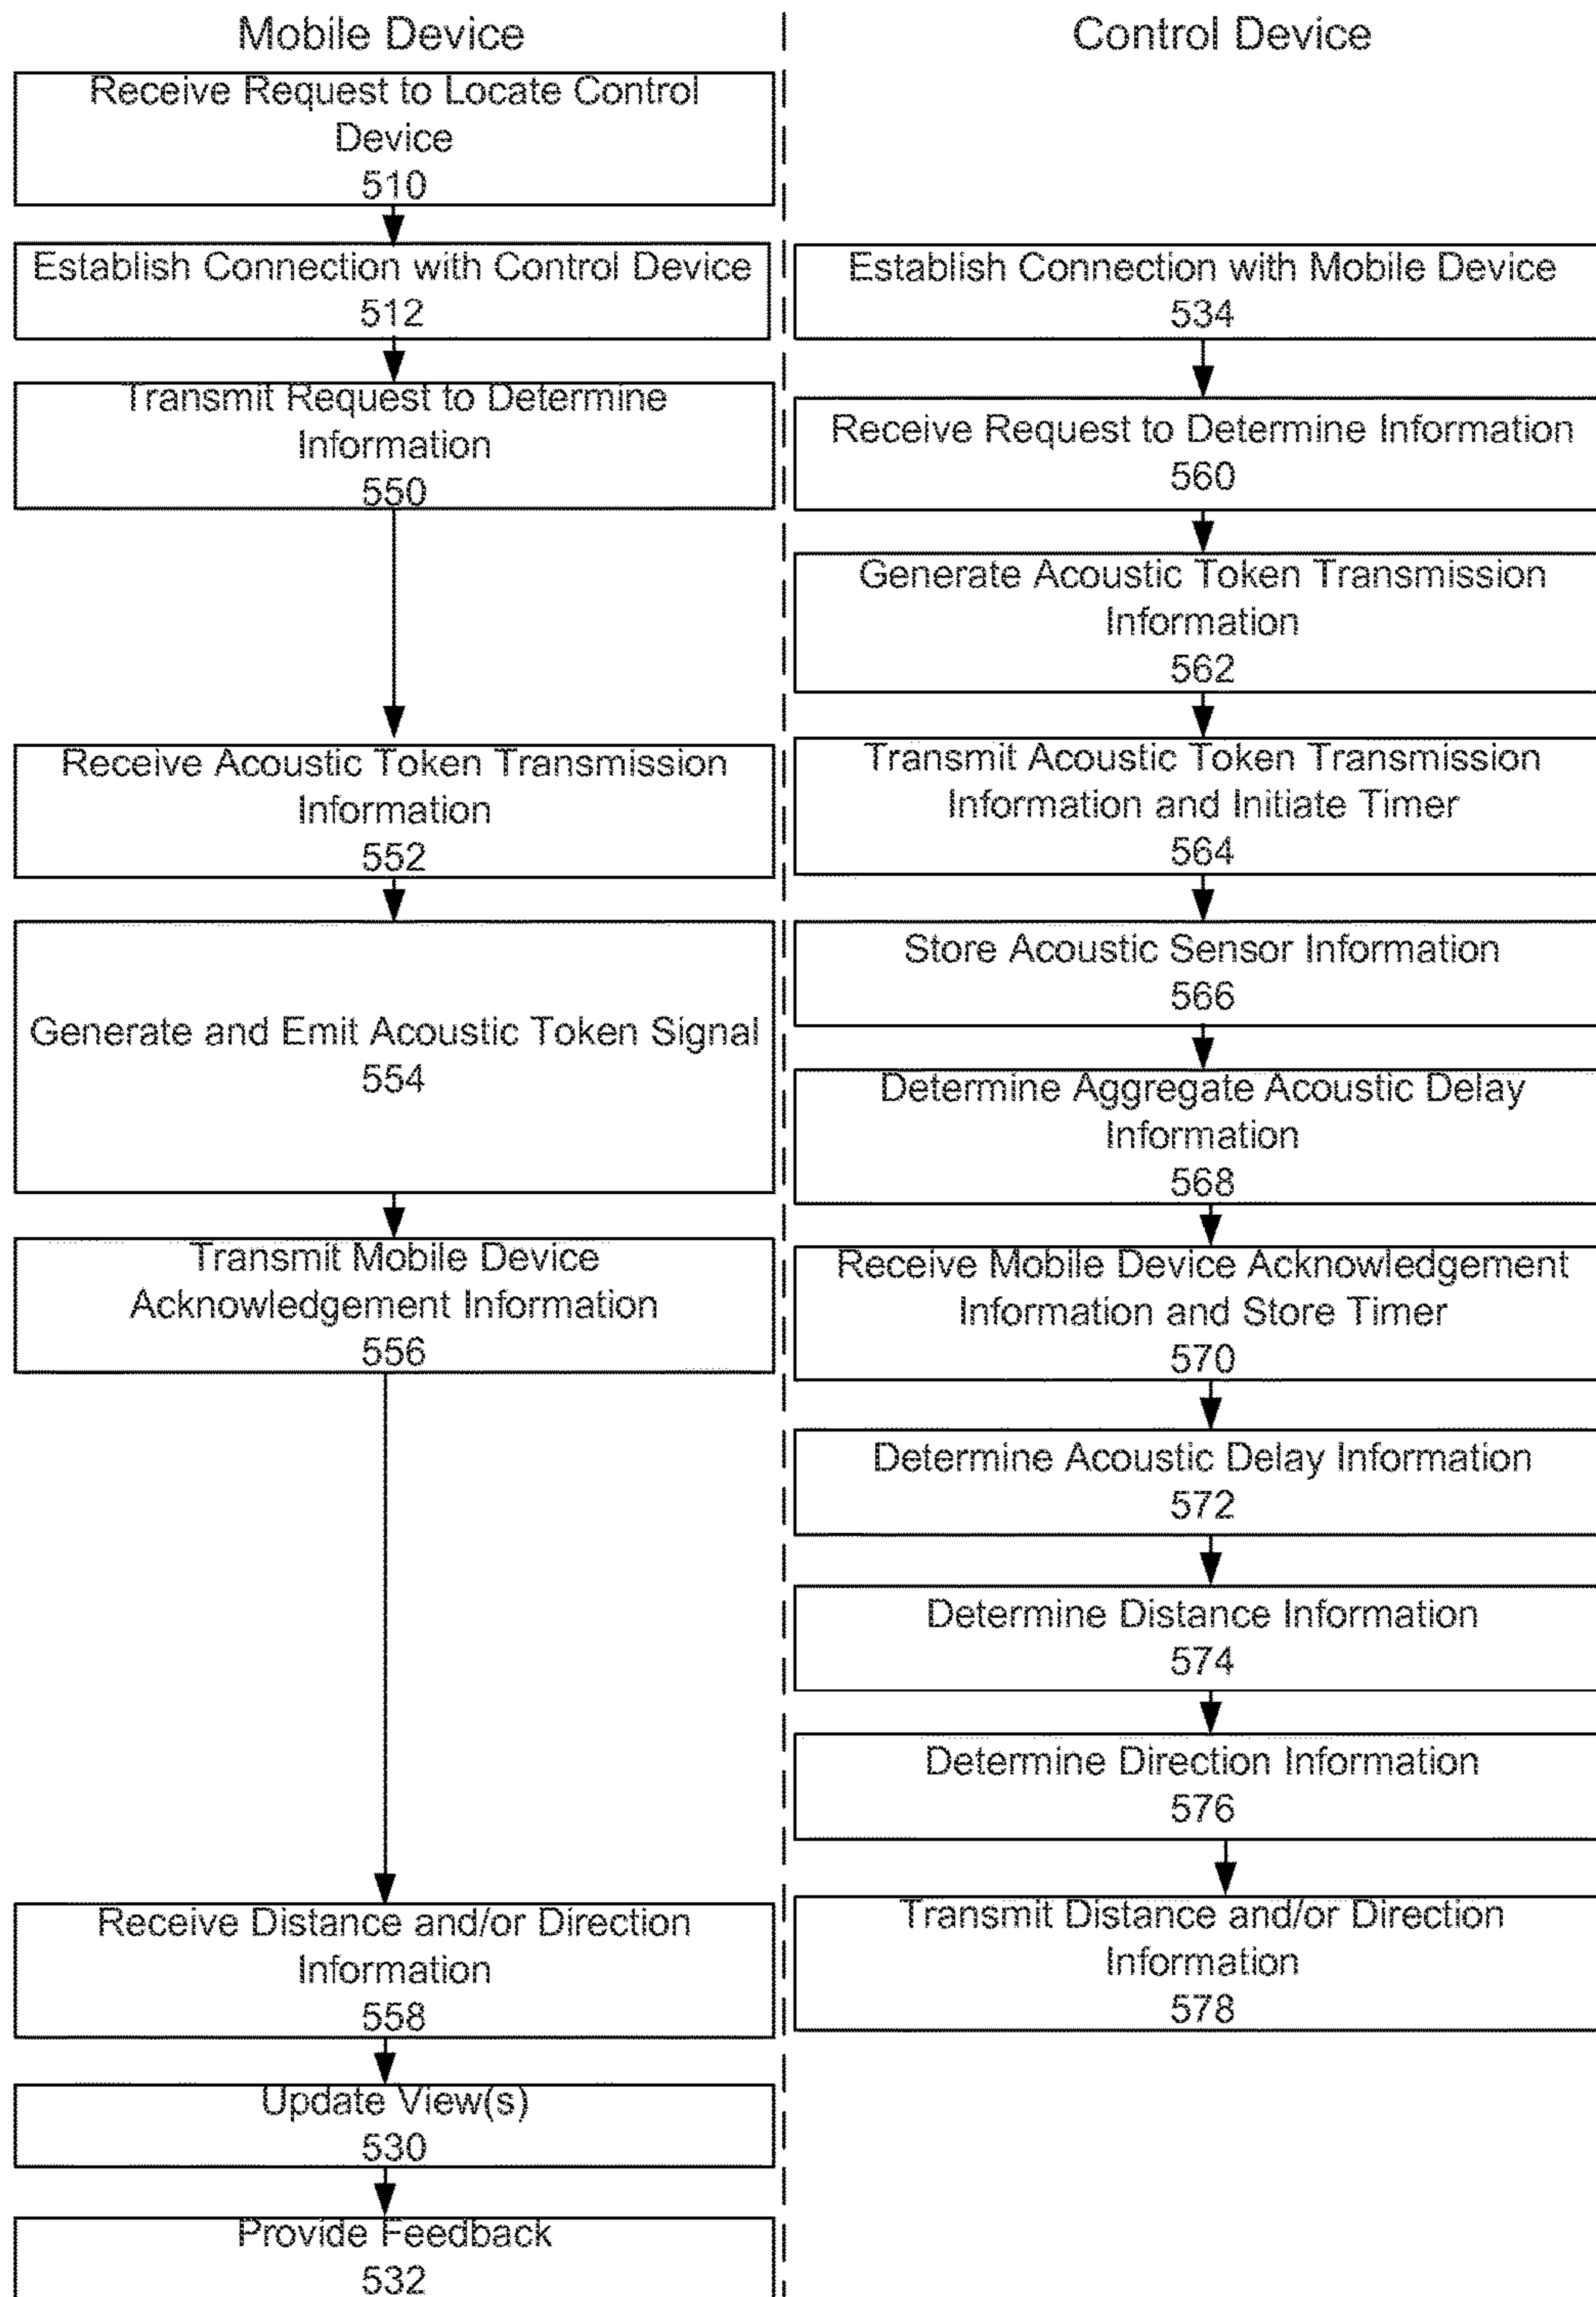 Mobile Device
Receive Request to Locate Control
Device
510
Establish Connection with Control Device
512
Transmit Request to Determine
Information
550
Receive Acoustic Token Transmission
Information
552
Generate and Emit Acoustic Token Signal
554
Transmit Mobile Device
Acknowledgement Information
556
Receive Distance and/or Direction
Information
558
Update View(s)
530
Provide Feedback
532
Control Device
Establish Connection with Mobile Device
534
Receive Request to Determine Information
560
Generate Acoustic Token Transmission
Information
562
Transmit Acoustic Token Transmission
Information and Initiate Timer
564
Store Acoustic Sensor Information
566
Determine Aggregate Acoustic Delay
Information
568
Receive Mobile Device Acknowledgement
Information and Store Timer
570
Determine Acoustic Delay Information
572
Determine Distance Information
574
Determine Direction Information
576
Transmit Distance and/or Direction
Information
578